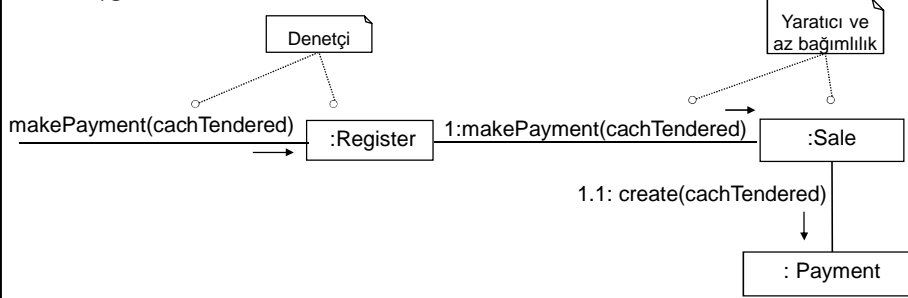 Denetçi
Yaratıcı ve
az bağımlılık
makePayment(cachTendered)
:Register
1:makePayment(cachTendered)
:Sale
1.1: create(cachTendered)
: Payment